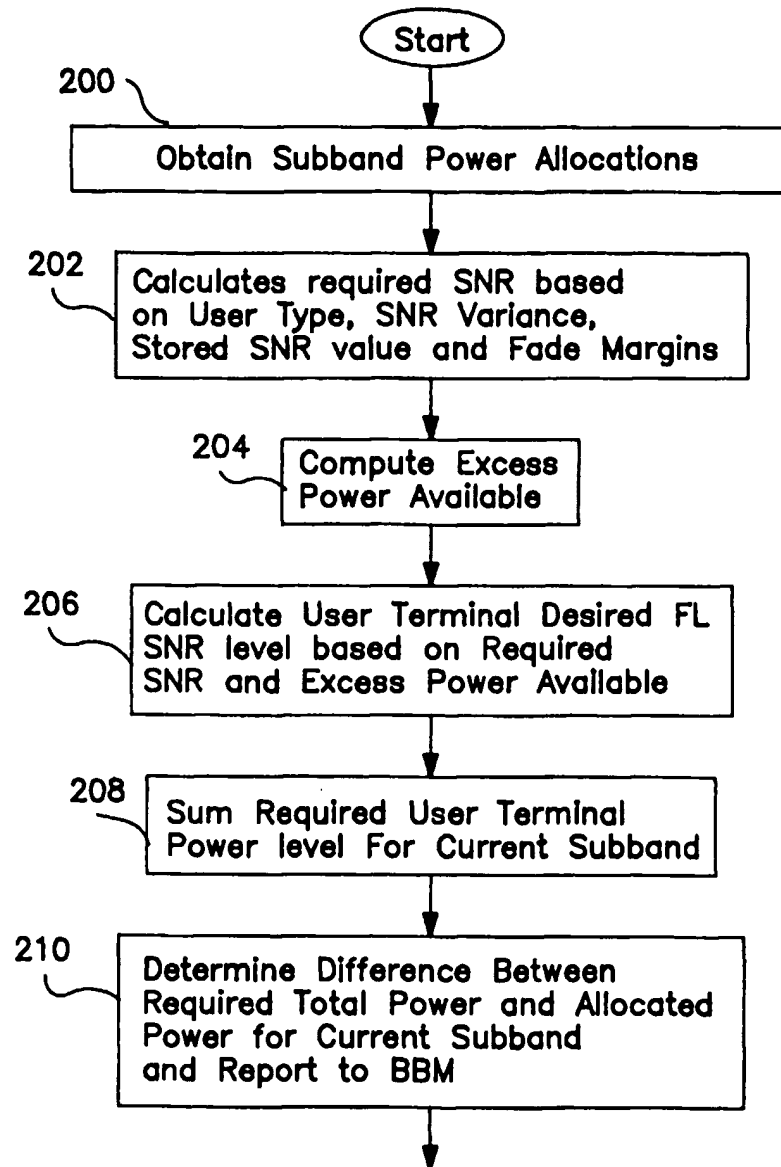 Start
200
Obtain Subband Power Allocations
202
Calculates required SNR based
on User Type, SNR Variance,
Stored SNR value and Fade Margins
204
Compute Excess
Power Available
206
Calculate User Terminal Desired FL
SNR level based on Required
SNR and Excess Power Available
208
Sum Required User Terminal
Power level For Current Subband
210
Determine Difference Between
Required Total Power and Allocated
Power for Current Subband
and Report to BBM